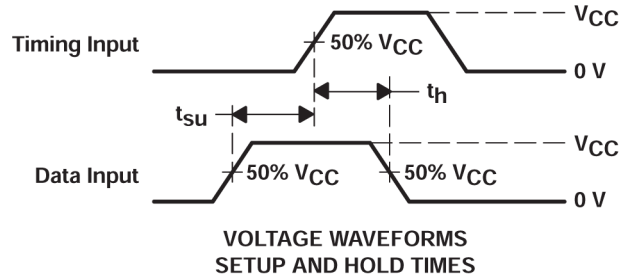 VCC
Timing Input
50% VCC
0 V
th
tsu
VCC
Data Input
50% VCC
50% VCC
0 V
VOLTAGE WAVEFORMS
SETUP AND HOLD TIMES